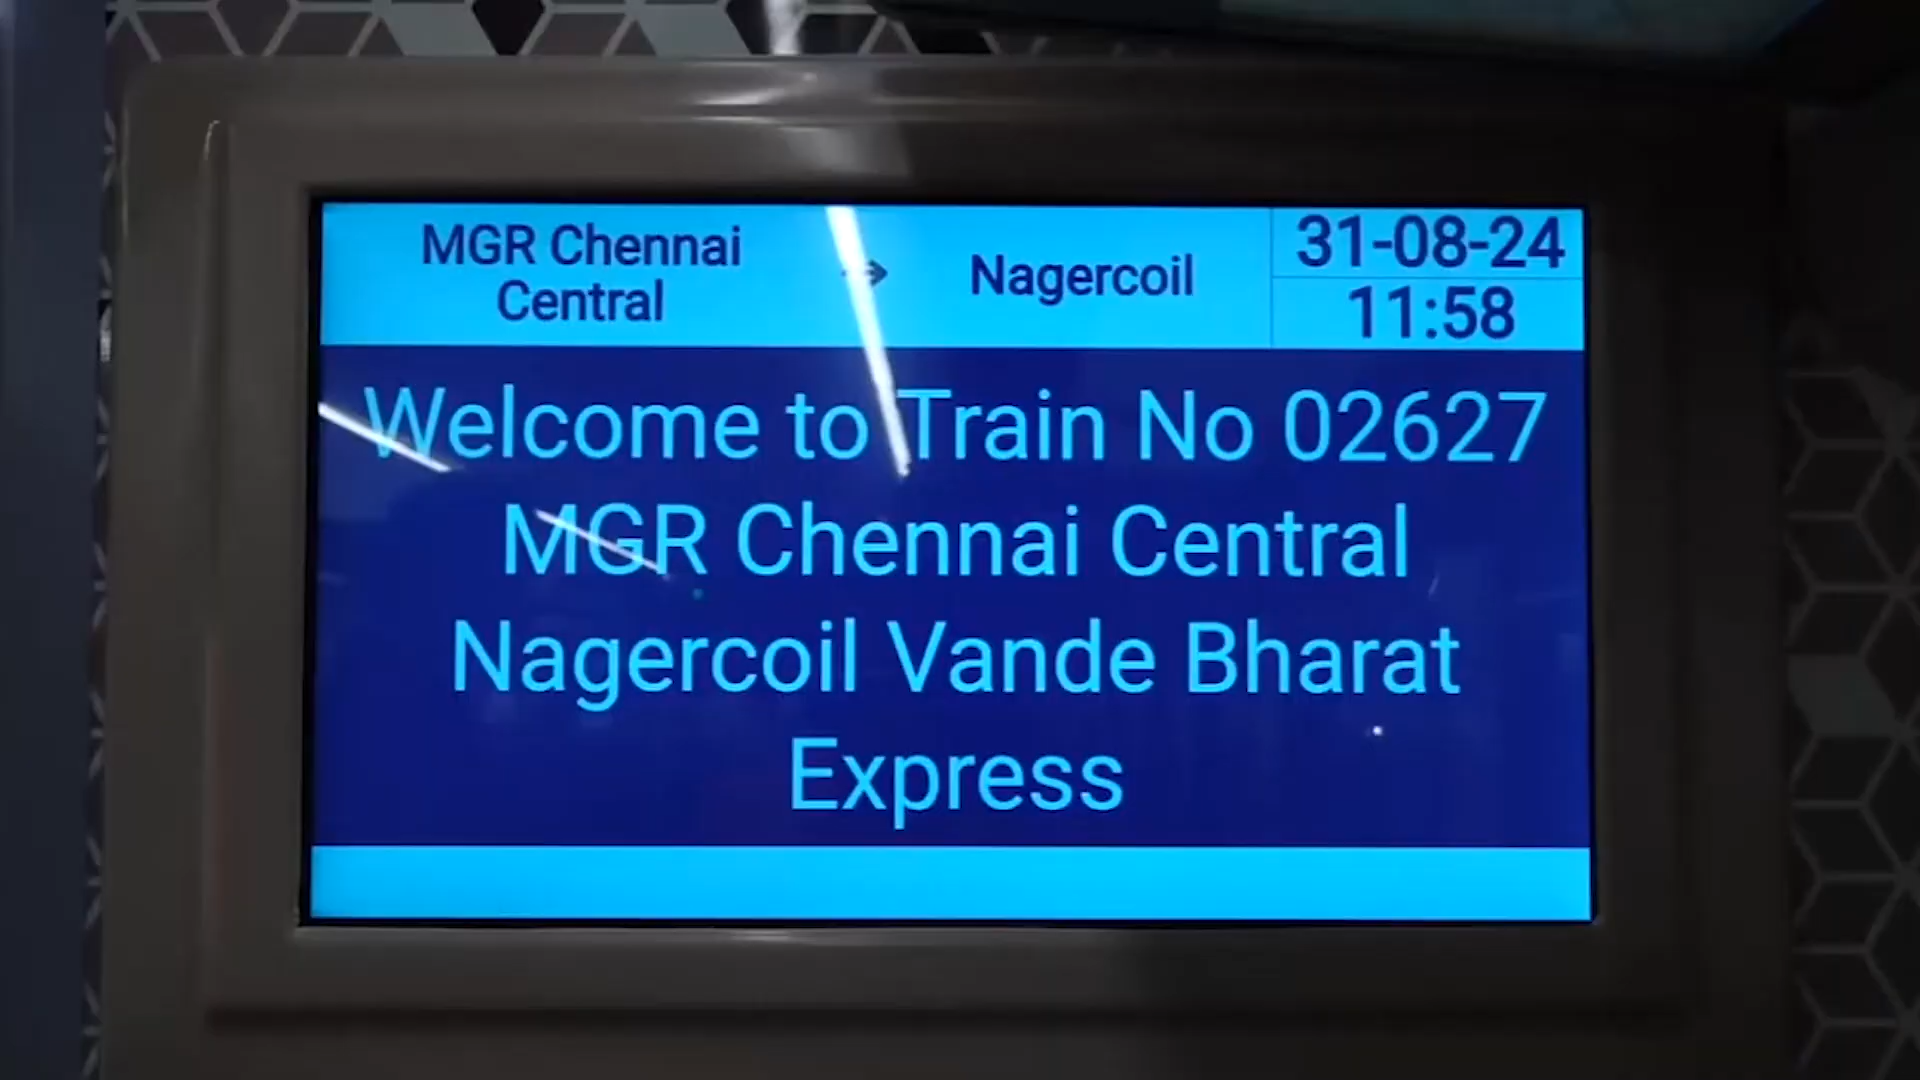 MGR Chennai
Central
→ Nagercoil
31-08-24
11:58
Welcome to Train No 02627
MGR Chennai Central
Nagercoil Vande Bharat
Express